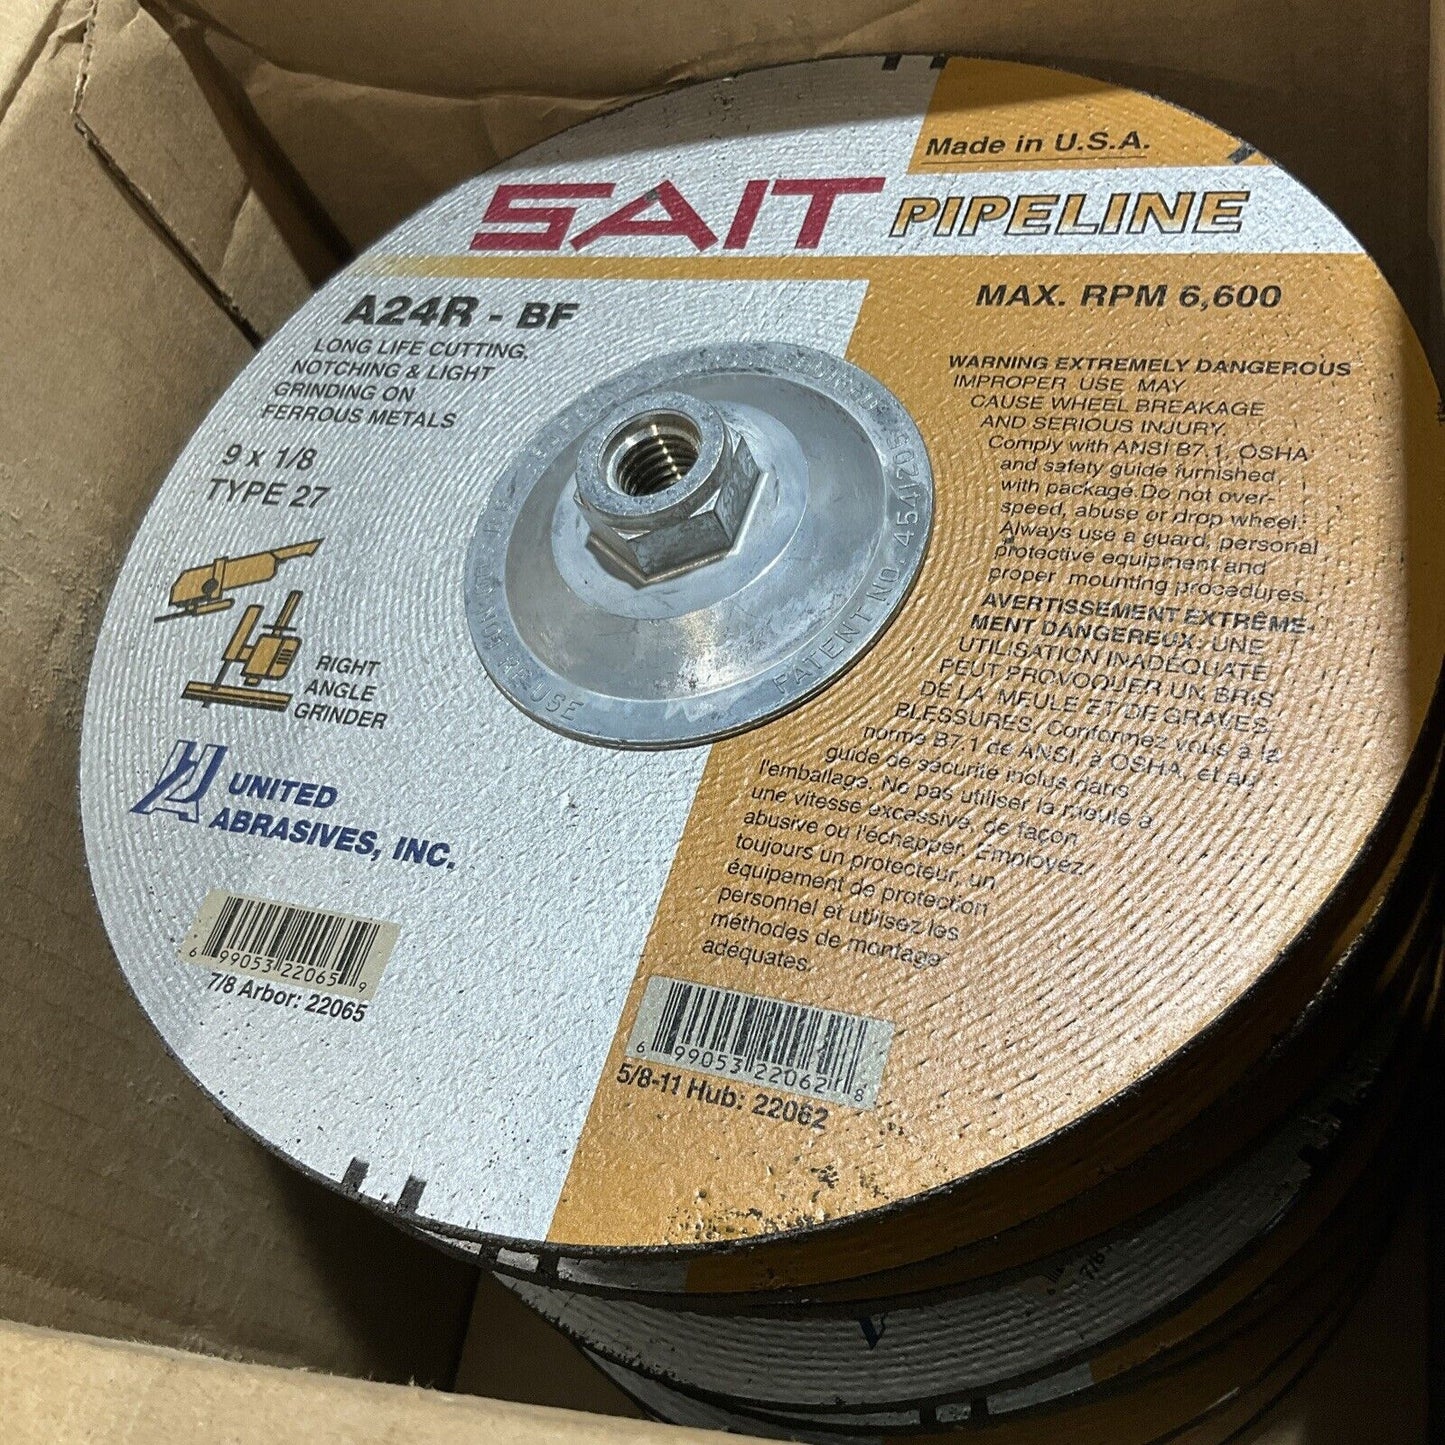 Made in U.S.A.
SAIT PIPELINE
A24R - BF
LONG LIFE CUTTING,
NOTCHING & LIGHT
GRINDING ON
FERROUS METALS
9 x 1/8
TYPE 27
RIGHT
ANGLE
GRINDER
UNITED
ABRASIVES, INC.
6 99053 22065 9
7/8 Arbor: 22065
MAX. RPM 6,600
WARNING EXTREMELY DANGEROUS
IMPROPER USE MAY
CAUSE WHEEL BREAKAGE
AND SERIOUS INJURY.
Comply with ANSI B7.1, OSHA
and safety guide furnished
with package. Do not over-
speed, abuse or drop wheel.
Always use a guard, personal
protective equipment and
proper mounting procedures.
AVERTISSEMENT EXTRÊME-
MENT DANGEREUX: UNE
UTILISATION INADÉQUATE
PEUT PROVOQUER UN BRIS
DE LA MEULE ET DE GRAVES
BLESSURES. Conformez vous à la
norme B7.1 de ANSI, à OSHA, et au
guide de sécurité inclus dans
l'emballage. Ne pas utiliser la meule à
une vitesse excessive, de façon
abusive ou l'échapper. Employez
toujours un protecteur, un
équipement de protection
personnel et utilisez les
méthodes de montage
adéquates.
6 99053 22062 8
5/8-11 Hub: 22062
REUSE
PATENT NO. 4541205